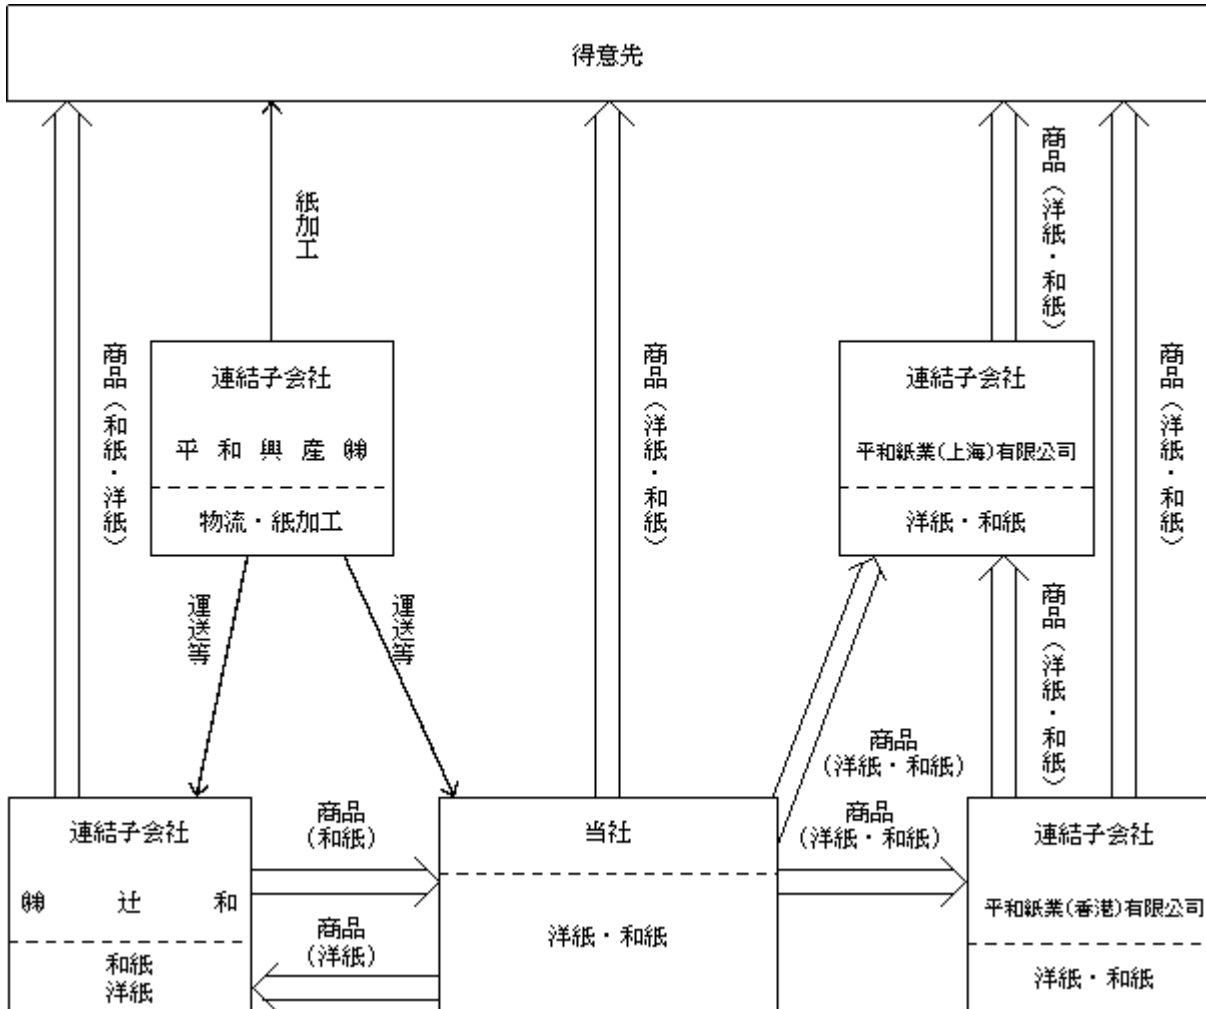 得意先
紙加工
商品(洋紙・和紙)
商品(和紙・洋紙)
連結子会社
平和興産㈱
物流・紙加工
商品(洋紙・和紙)
連結子会社
平和紙業(上海)有限公司
洋紙・和紙
商品(洋紙・和紙)
運送等
運送等
商品(洋紙・和紙)
商品
(洋紙・和紙)
連結子会社
㈱辻和
和紙
洋紙
商品
(和紙)
商品
(洋紙)
当社
洋紙・和紙
商品
(洋紙・和紙)
連結子会社
平和紙業(香港)有限公司
洋紙・和紙